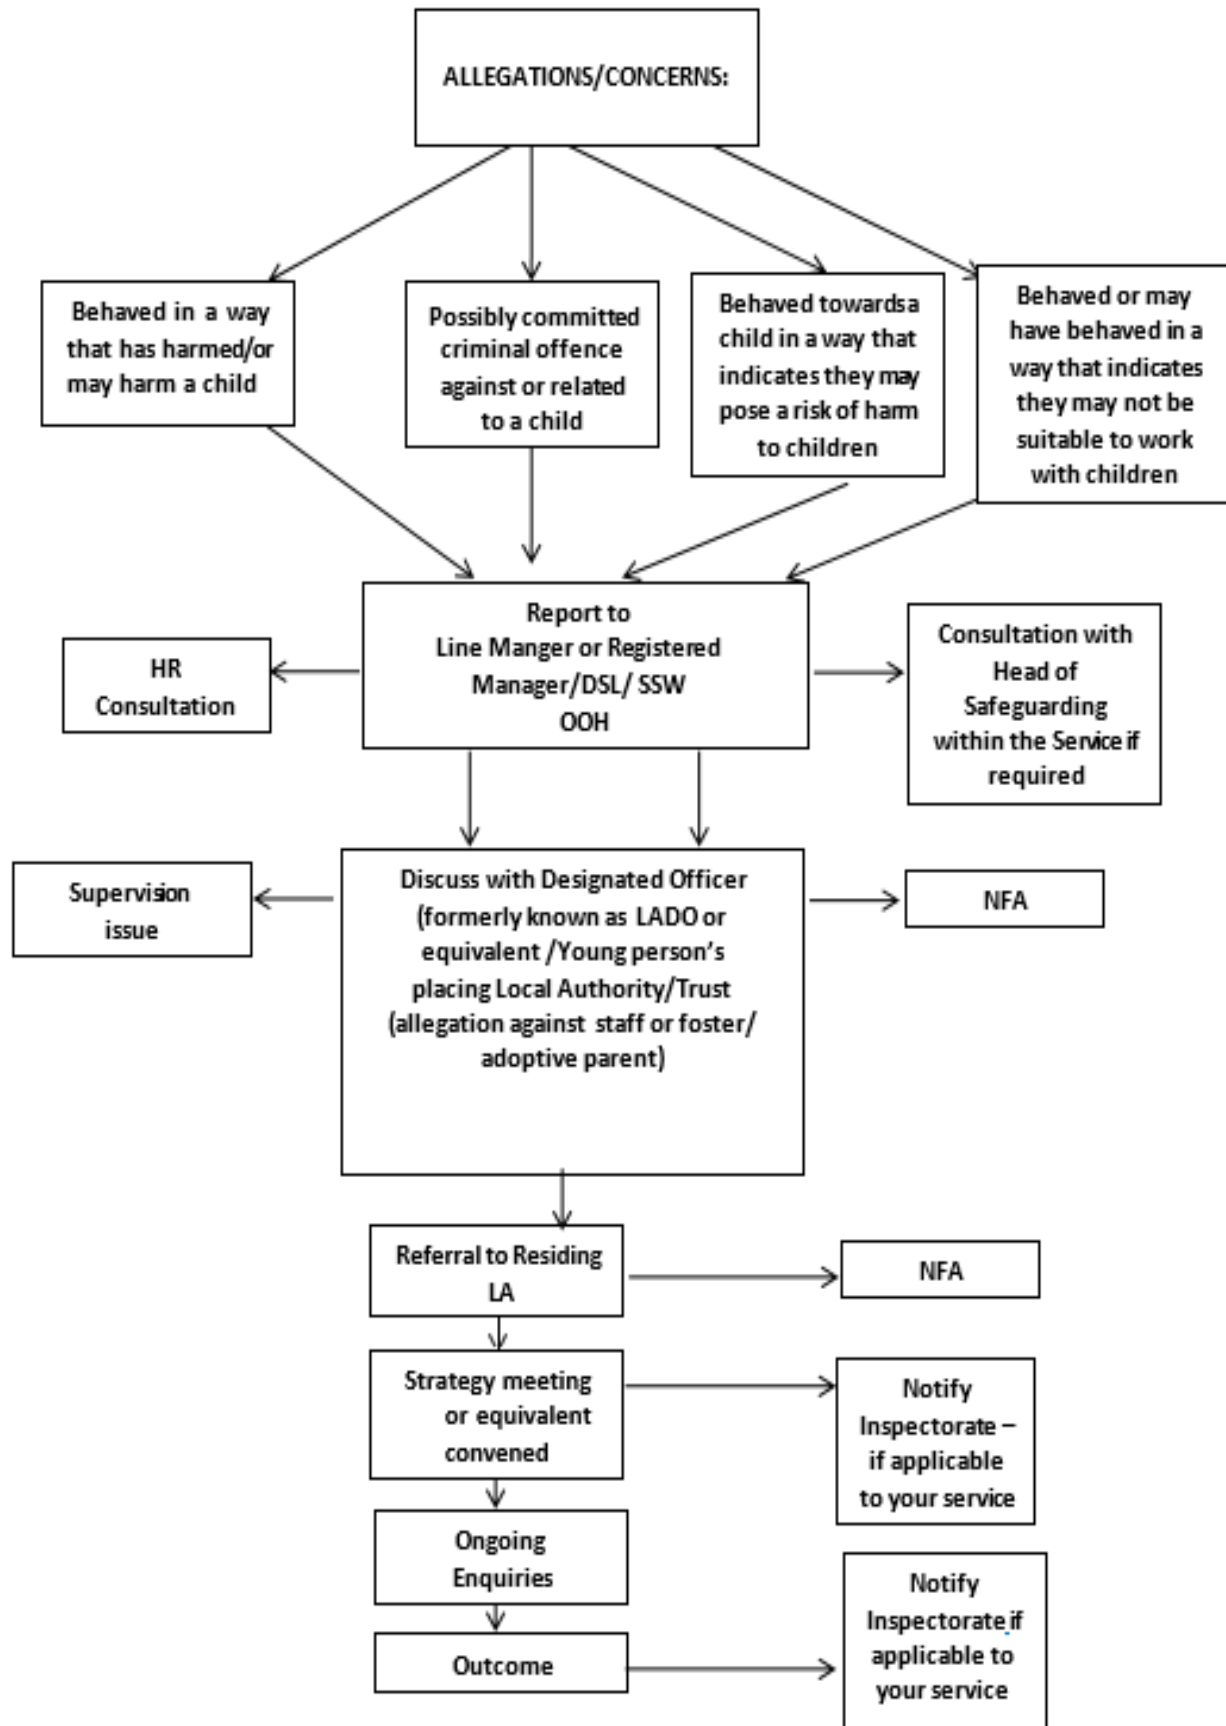 ALLEGATIONS/CONCERNS:
Behaved in a way
that has harmed/or
may harm a child
Possibly committed
criminal offence
against or related
to a child
Behaved towards a
child in a way that
indicates they may
pose a risk of harm
to children
Behaved or may
have behaved in a
way that indicates
they may not be
suitable to work
with children
Report to
Line Manger or Registered
Manager/DSL/ SSW
OOH
HR
Consultation
Consultation with
Head of
Safeguarding
within the Service if
required
Discuss with Designated Officer
(formerly known as LADO or
equivalent /Young person's
placing Local Authority/Trust
(allegation against staff or foster/
adoptive parent)
Supervision
issue
NFA
Referral to Residing
LA
NFA
Strategy meeting
or equivalent
convened
Notify
Inspectorate –
if applicable
to your service
Ongoing
Enquiries
Outcome
Notify
Inspectorate if
applicable to
your service